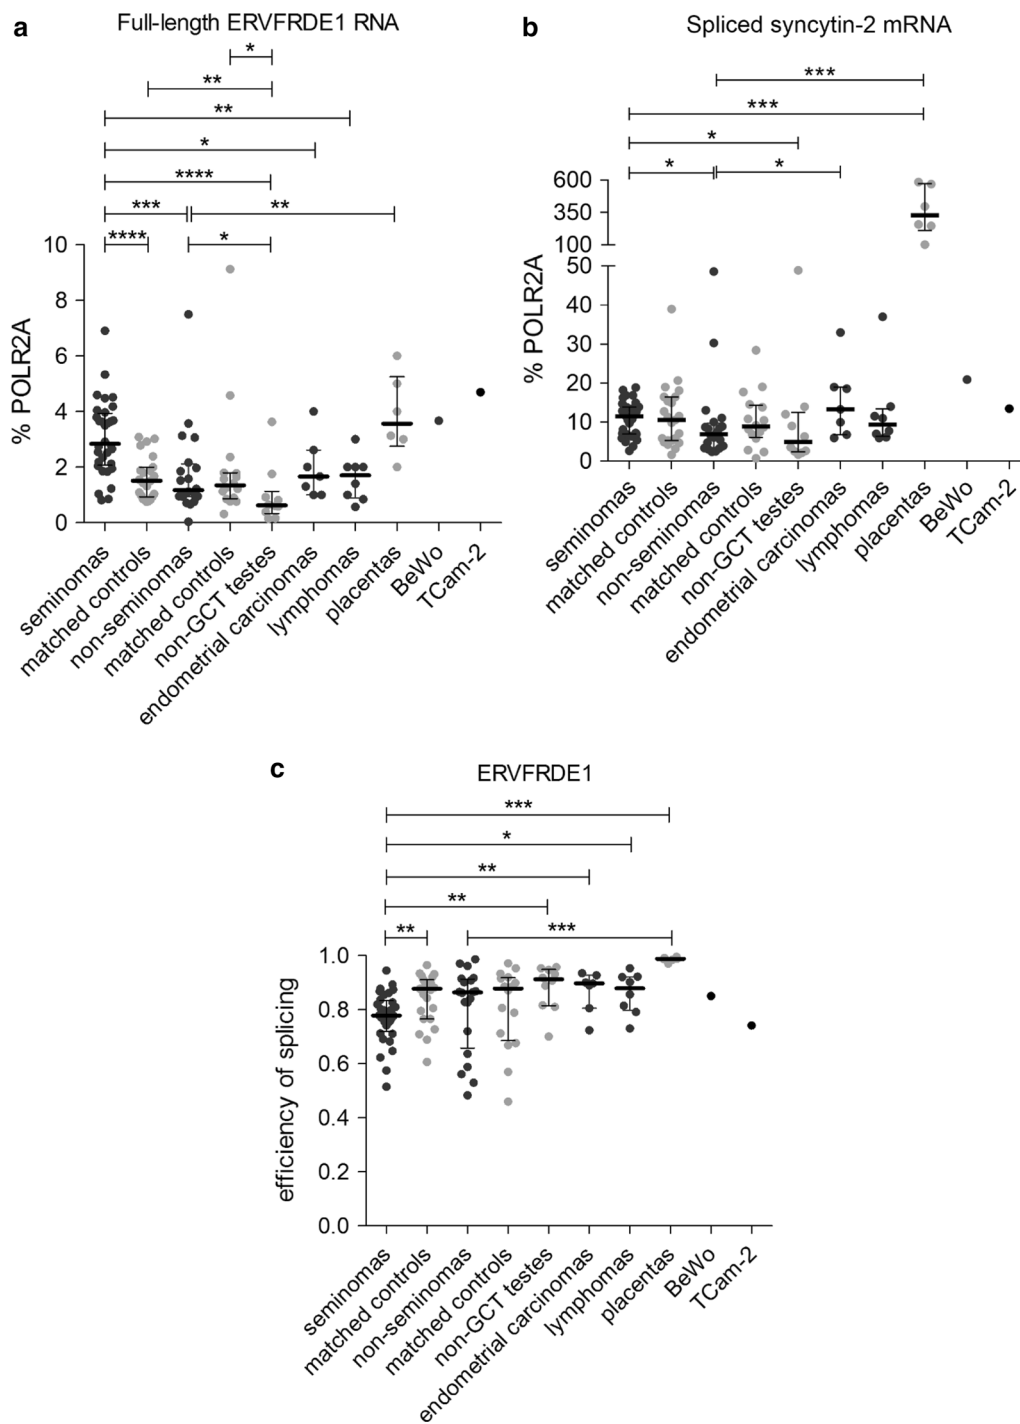 a
Full-length ERVFRDE1 RNA
*
**
**
*
****
***
**
****
*
% POLR2A
10
8
6
4
2
0
seminomas
matched controls
non-seminomas
matched controls
non-GCT testes
endometrial carcinomas
lymphomas
placentas
BeWo
TCam-2
b
Spliced syncytin-2 mRNA
***
***
*
*
*
% POLR2A
600
350
100
50
40
30
20
10
0
seminomas
matched controls
non-seminomas
matched controls
non-GCT testes
endometrial carcinomas
lymphomas
placentas
BeWo
TCam-2
c
ERVFRDE1
***
*
**
**
**
***
efficiency of splicing
1.0
0.8
0.6
0.4
0.2
0.0
seminomas
matched controls
non-seminomas
matched controls
non-GCT testes
endometrial carcinomas
lymphomas
placentas
BeWo
TCam-2